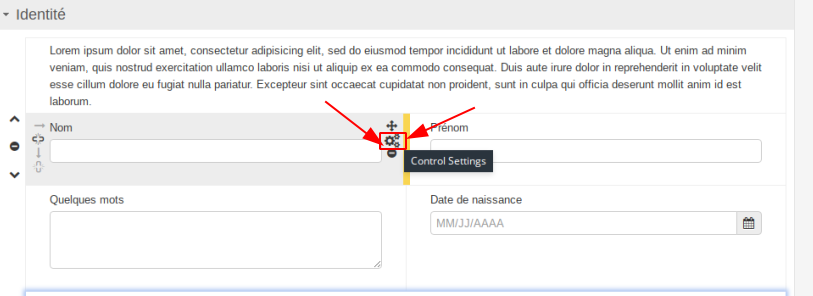 Identité
Lorem ipsum dolor sit amet, consectetur adipisicing elit, sed do eiusmod tempor incididunt ut labore et dolore magna aliqua. Ut enim ad minim
veniam, quis nostrud exercitation ullamco laboris nisi ut aliquip ex ea commodo consequat. Duis aute irure dolor in reprehenderit in voluptate velit
esse cillum dolore eu fugiat nulla pariatur. Excepteur sint occaecat cupidatat non proident, sunt in culpa qui officia deserunt mollit anim id est
laborum.
Nom
Prénom
Control Settings
Quelques mots
Date de naissance
MM/JJ/AAAA